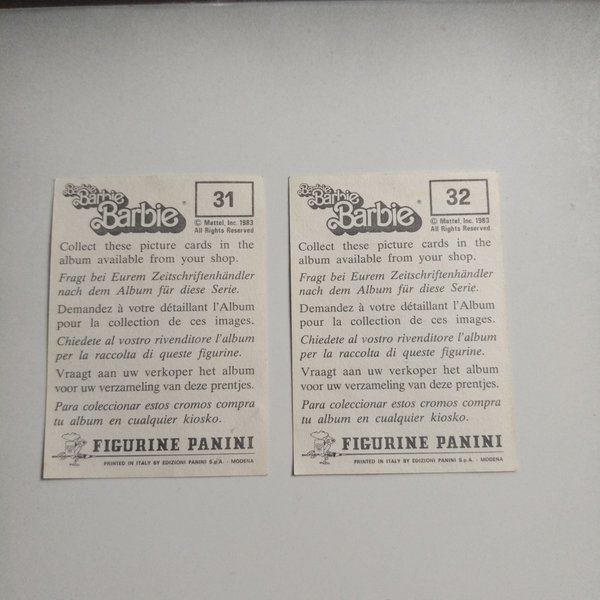 Barbie Barbie Barbie
31
© Mattel, Inc. 1983
All Rights Reserved
Collect these picture cards in the
album available from your shop.
Fragt bei Eurem Zeitschriftenhändler
nach dem Album für diese Serie.
Demandez à votre détaillant l'Album
pour la collection de ces images.
Chiedete al vostro rivenditore l'album
per la raccolta di queste figurine.
Vraagt aan uw verkoper het album
voor uw verzameling van deze prentjes.
Para coleccionar estos cromos compra
tu album en cualquier kiosko.
FIGURINE PANINI
PRINTED IN ITALY BY EDIZIONI PANINI S.p.A. - MODENA
Barbie Barbie Barbie
®
32
© Mattel, Inc. 1983
All Rights Reserved
Collect these picture cards in the
album available from your shop.
Fragt bei Eurem Zeitschriftenhändler
nach dem Album für diese Serie.
Demandez à votre détaillant l'Album
pour la collection de ces images.
Chiedete al vostro rivenditore l'album
per la raccolta di queste figurine.
Vraagt aan uw verkoper het album
voor uw verzameling van deze prentjes.
Para coleccionar estos cromos compra
tu album en cualquier kiosko.
FIGURINE PANINI
PRINTED IN ITALY BY EDIZIONI PANINI S.p.A. - MODENA